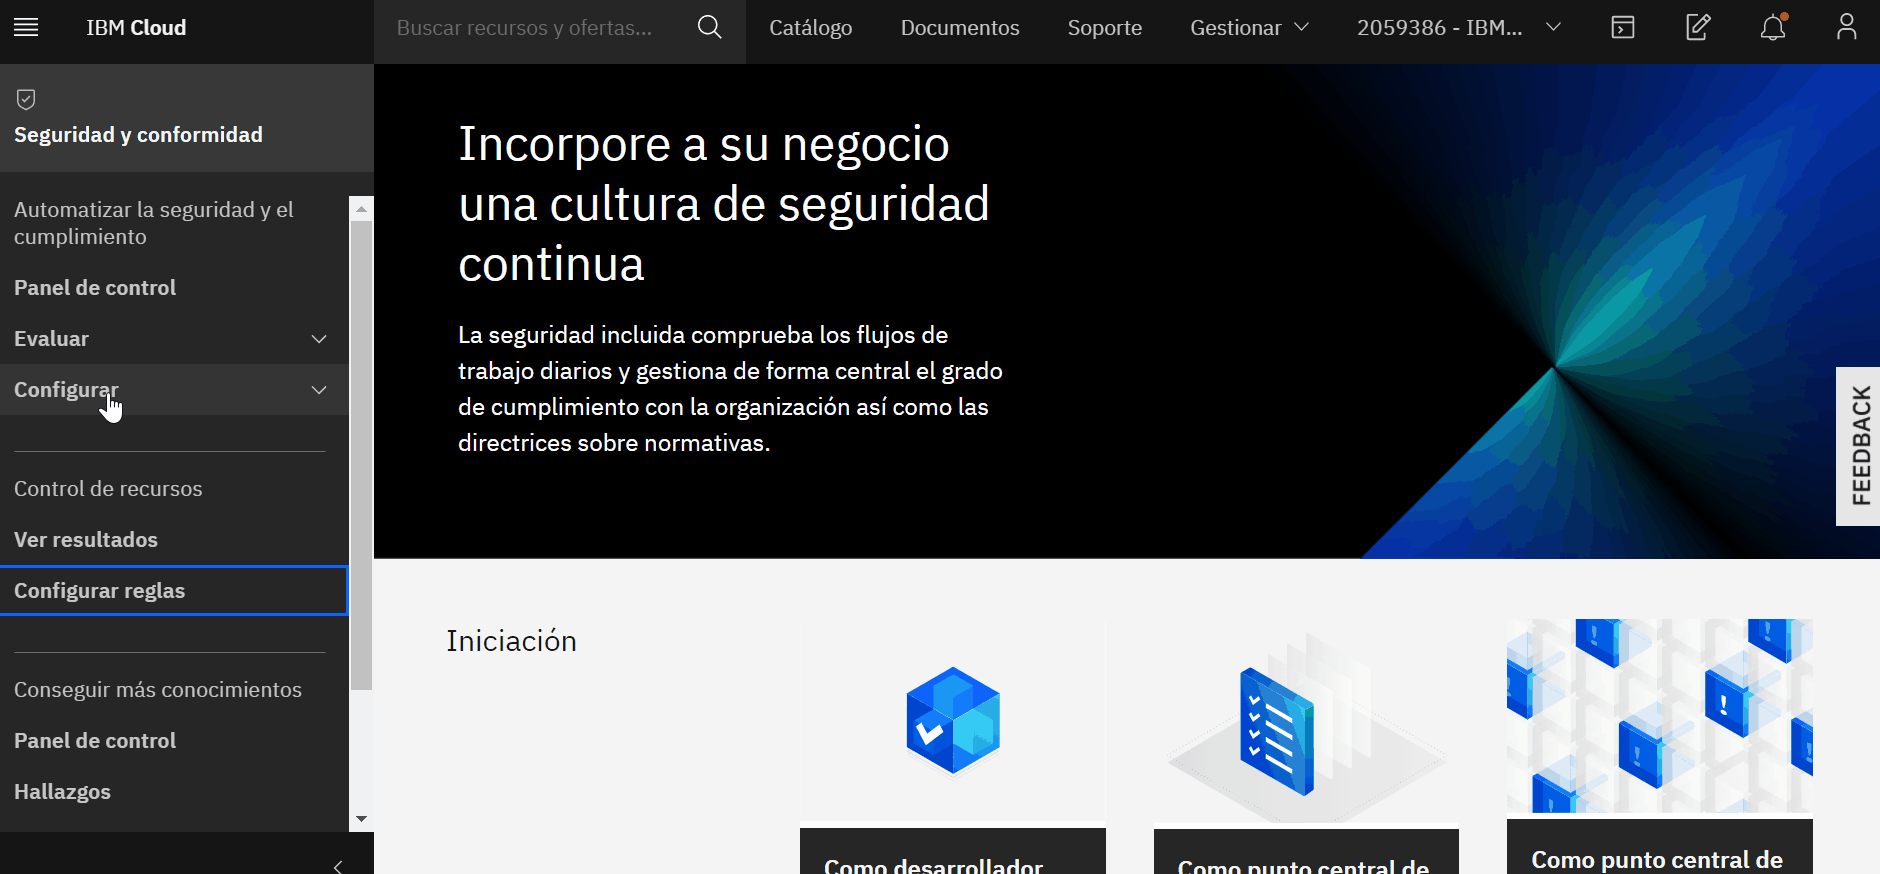 IBM Cloud
Buscar recursos y ofertas...
Catálogo
Documentos
Soporte
Gestionar
2059386 - IBM...
Seguridad y conformidad
Automatizar la seguridad y el
cumplimiento
Panel de control
Evaluar
Configurar
Control de recursos
Ver resultados
Configurar reglas
Conseguir más conocimientos
Panel de control
Hallazgos
Incorpore a su negocio
una cultura de seguridad
continua
La seguridad incluida comprueba los flujos de
trabajo diarios y gestiona de forma central el grado
de cumplimiento con la organización así como las
directrices sobre normativas.
FEEDBACK
Iniciación
Como desarrollador
Como punto central de
Como punto central de